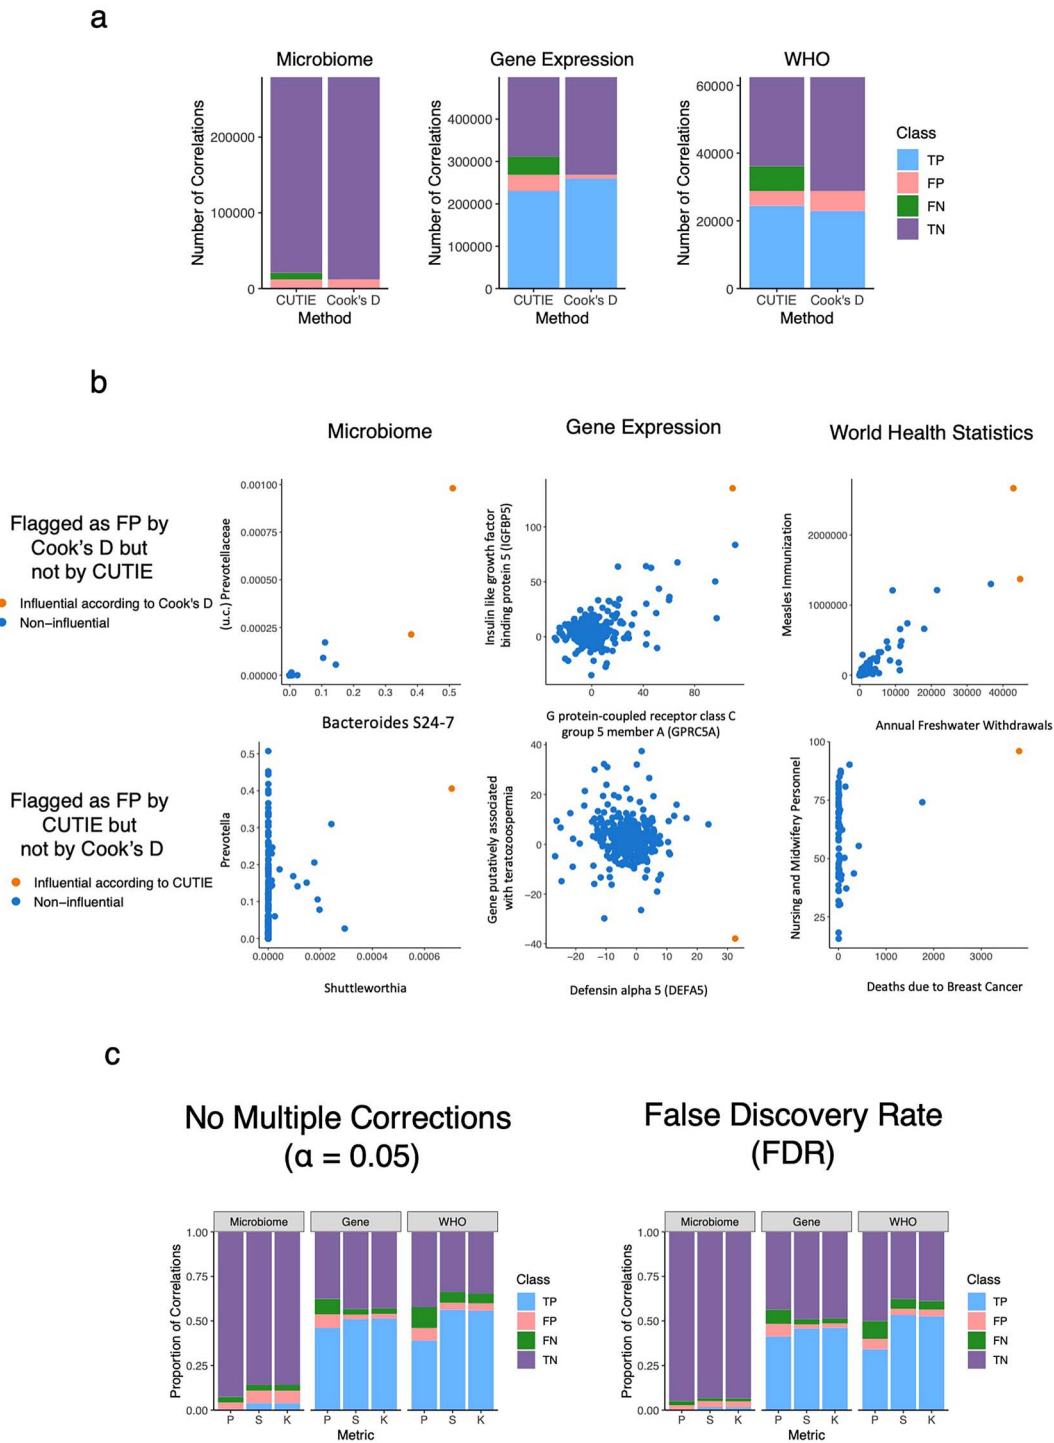 a
Microbiome
Gene Expression
WHO
Number of Correlations
200000
100000
0
CUTIE
Cook's D
Method
Number of Correlations
400000
300000
200000
100000
0
CUTIE
Cook's D
Method
Number of Correlations
60000
40000
20000
0
CUTIE
Cook's D
Method
Class
TP
FP
FN
TN
b
Microbiome
Gene Expression
World Health Statistics
Flagged as FP by
Cook's D but
not by CUTIE
Influential according to Cook's D
Non-influential
(u.c.) Prevotellaceae
0.00100
0.00075
0.00050
0.00025
0.00000
0.0 0.1 0.2 0.3 0.4 0.5
Bacteroides S24-7
Insulin like growth factor
binding protein 5 (IGFBP5)
100
50
0
0 40 80
G protein-coupled receptor class C
group 5 member A (GPRC5A)
Measles Immunization
2000000
1000000
0
0 10000 20000 30000 40000
Annual Freshwater Withdrawals
Flagged as FP by
CUTIE but
not by Cook's D
Influential according to CUTIE
Non-influential
Prevotella
0.5
0.4
0.3
0.2
0.1
0.0
0.0000 0.0002 0.0004 0.0006
Shuttleworthia
Gene putatively associated
with teratozoospermia
40
20
0
−20
−40
−20 −10 0 10 20 30
Defensin alpha 5 (DEFA5)
Nursing and Midwifery Personnel
100
75
50
25
0 1000 2000 3000
Deaths due to Breast Cancer
c
No Multiple Corrections
(α = 0.05)
False Discovery Rate
(FDR)
Microbiome
Gene
WHO
Proportion of Correlations
1.00
0.75
0.50
0.25
0.00
P S K P S K P S K
Metric
Class
TP
FP
FN
TN
Microbiome
Gene
WHO
Proportion of Correlations
1.00
0.75
0.50
0.25
0.00
P S K P S K P S K
Metric
Class
TP
FP
FN
TN